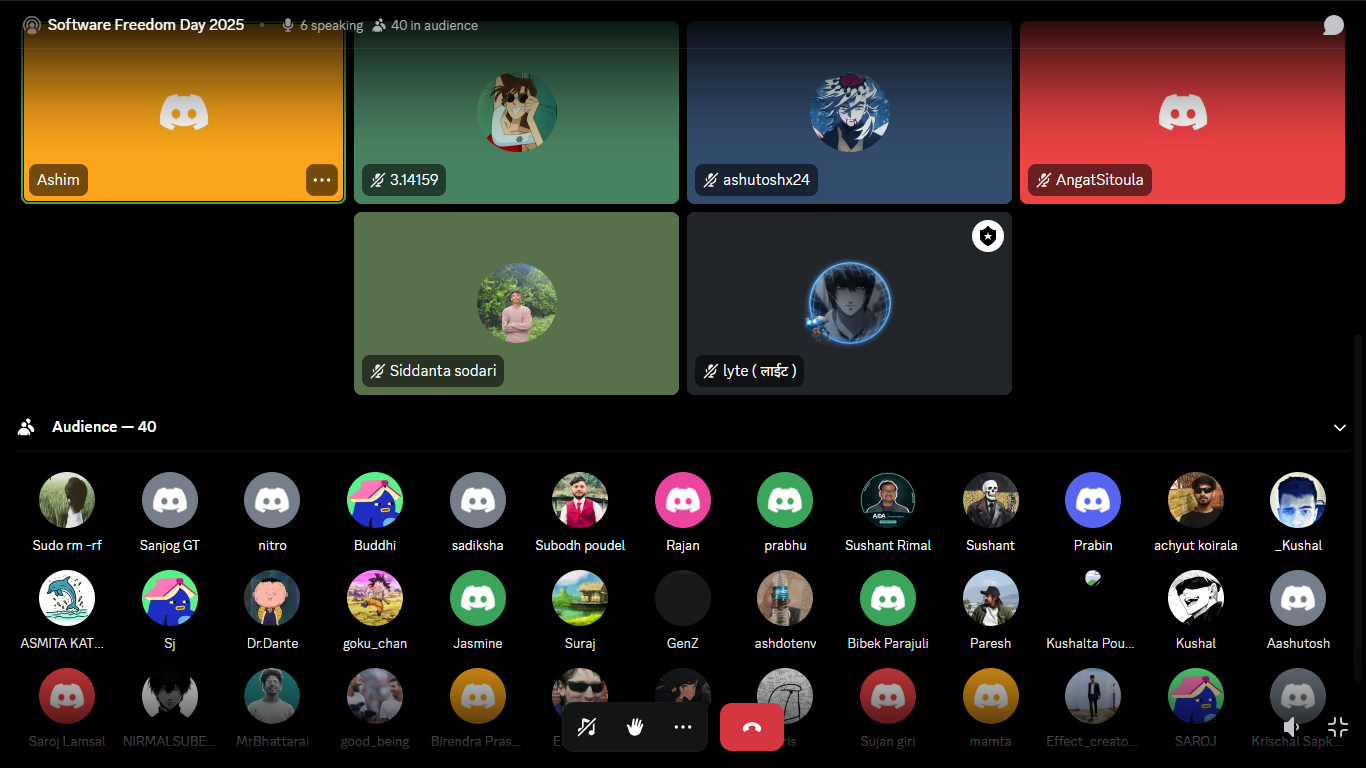 Software Freedom Day 2025 • 6 speaking 40 in audience
Ashim
3.14159
ashutoshx24
AngatSitoula
Siddanta sodari
lyte ( लाईट )
Audience — 40
Sudo rm -rf
Sanjog GT
nitro
Buddhi
sadiksha
Subodh poudel
Rajan
prabhu
Sushant Rimal
Sushant
Prabin
achyut koirala
_Kushal
ASMITA KAT...
Sj
Dr.Dante
goku_chan
Jasmine
Suraj
GenZ
ashdotenv
Bibek Parajuli
Paresh
Kushalta Pou...
Kushal
Aashutosh
Saroj Lamsal
NIRMALSUBE...
MrBhattarai
good_being
Birendra Pras...
Sujan giri
mamta
Effect_creato...
SAROJ
Krischal Sapk...